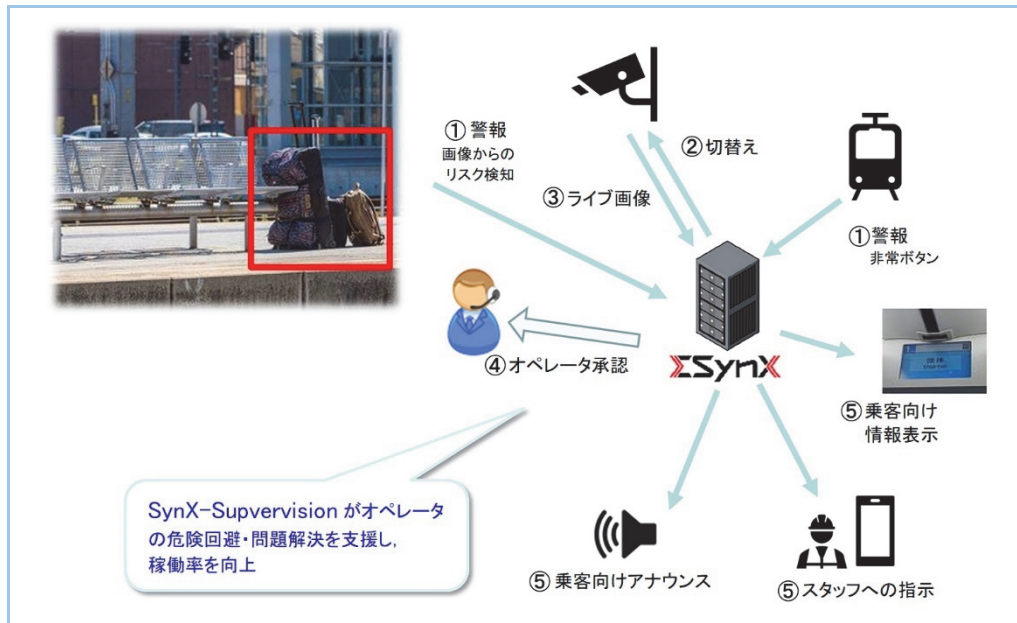 ①警報
画像からの
リスク検知
②切替え
③ライブ画像
①警報
非常ボタン
ΣSynX
④オペレータ承認
⑤乗客向け
情報表示
SynX-Supvervision がオペレータ
の危険回避・問題解決を支援し,
稼働率を向上
⑤乗客向けアナウンス
⑤スタッフへの指示